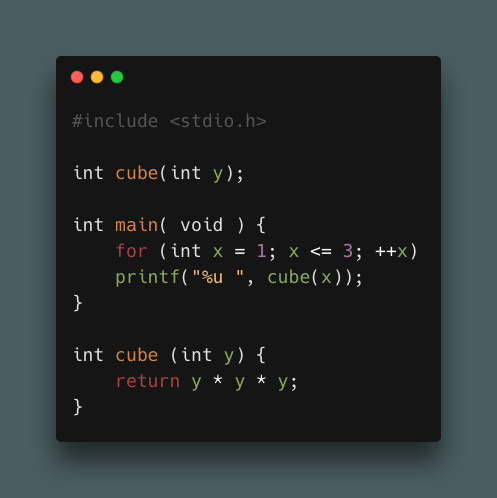 #include <stdio.h>
int cube(int y);
int main( void ) {
for (int x = 1; x <= 3; ++x)
printf("%u ", cube(x));
}
int cube (int y) {
return y * y * y;
}